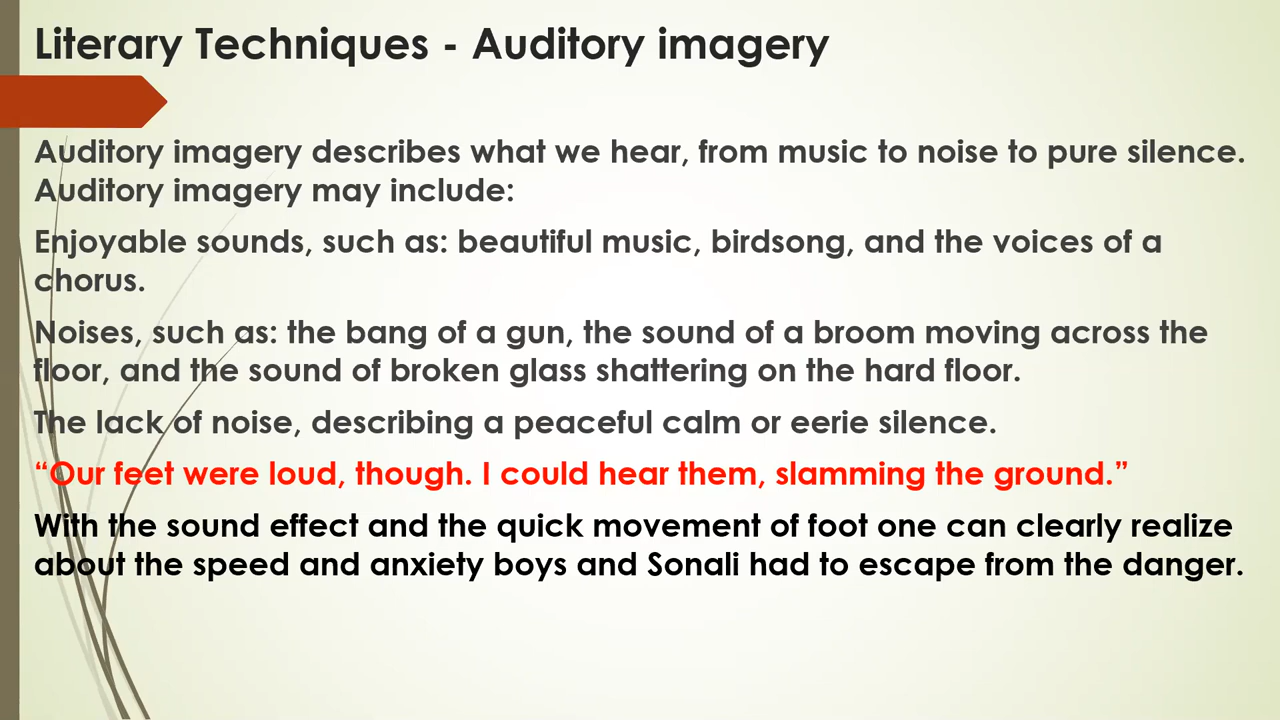 Literary Techniques - Auditory imagery
Auditory imagery describes what we hear, from music to noise to pure silence.
Auditory imagery may include:
Enjoyable sounds, such as: beautiful music, birdsong, and the voices of a
chorus.
Noises, such as: the bang of a gun, the sound of a broom moving across the
floor, and the sound of broken glass shattering on the hard floor.
The lack of noise, describing a peaceful calm or eerie silence.
“Our feet were loud, though. I could hear them, slamming the ground.”
With the sound effect and the quick movement of foot one can clearly realize
about the speed and anxiety boys and Sonali had to escape from the danger.